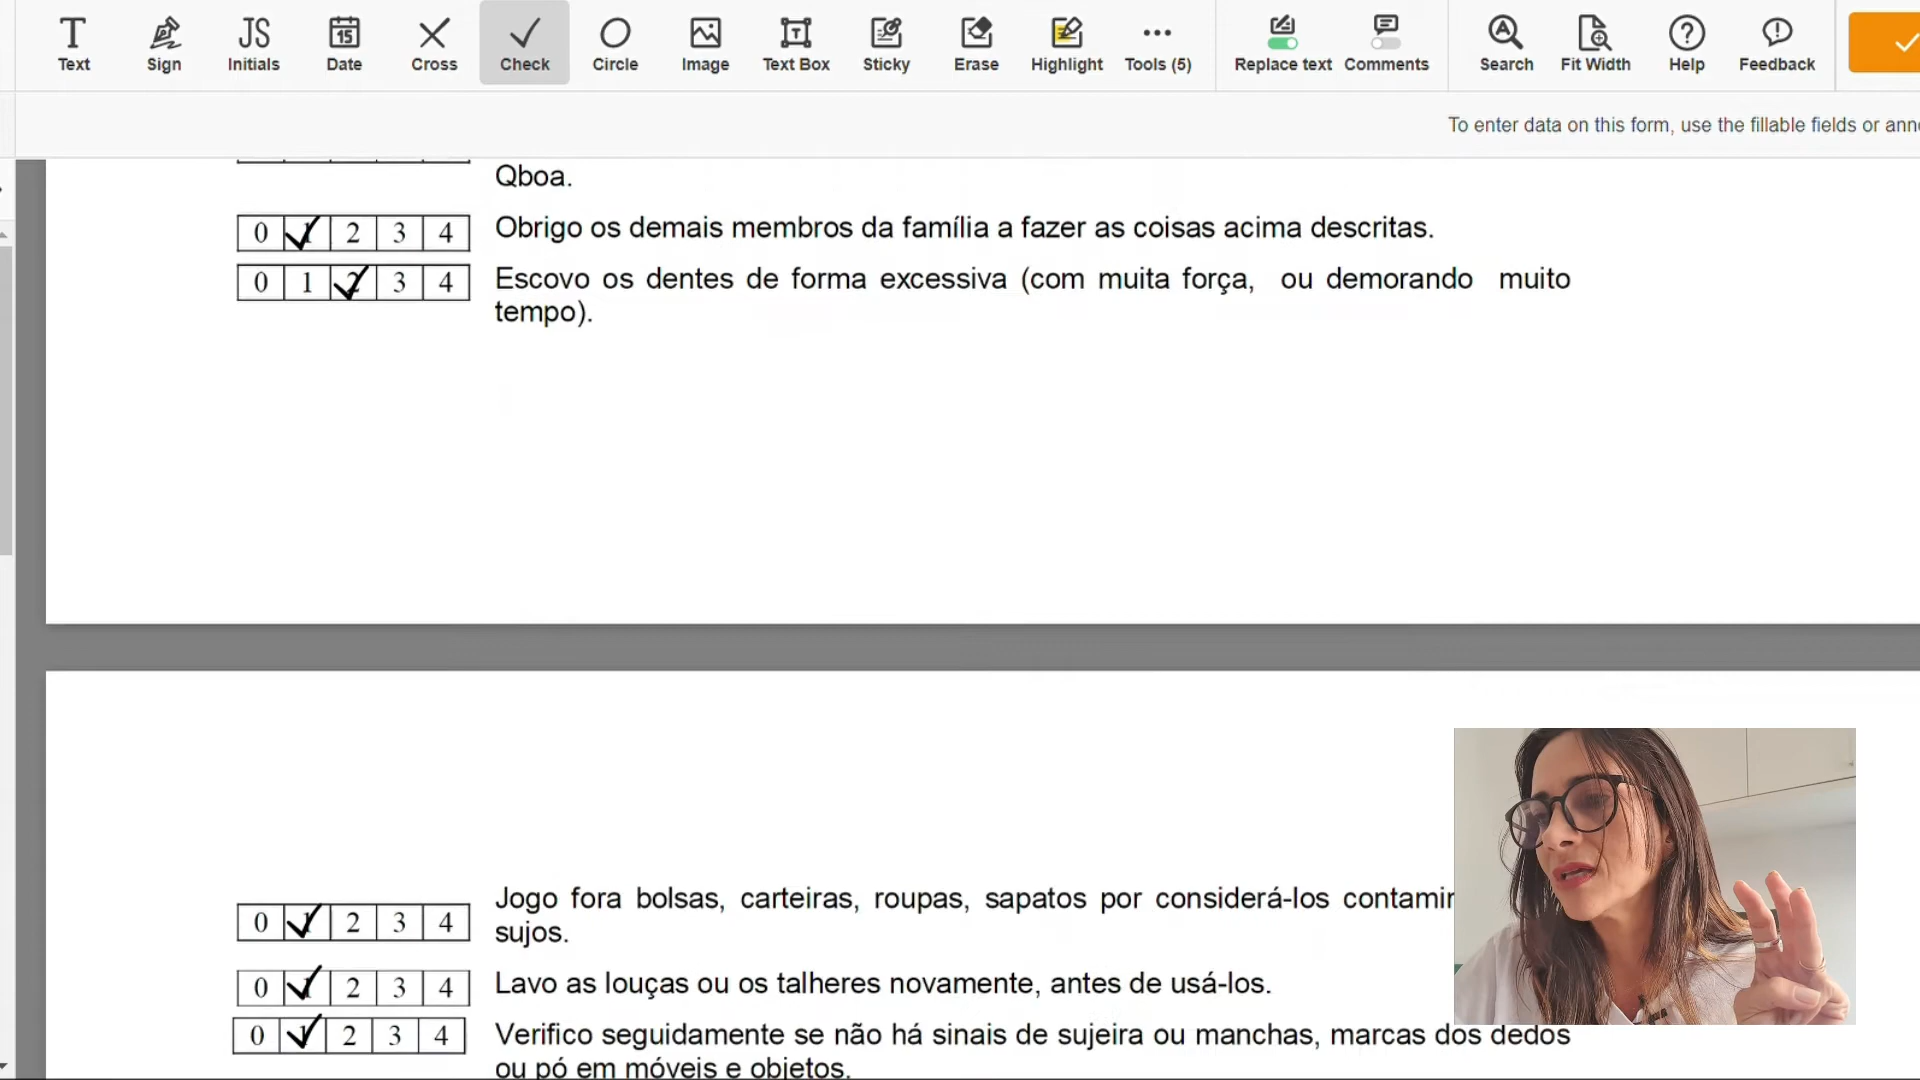 Text Sign Initials Date Cross Check Circle Image Text Box Sticky Erase Highlight Tools (5) Replace text Comments Search Fit Width Help Feedback
To enter data on this form, use the fillable fields or
Qboa.
0 1 2 3 4 Obrigo os demais membros da família a fazer as coisas acima descritas.
0 1 2 3 4 Escovo os dentes de forma excessiva (com muita força, ou demorando muito
tempo).
0 1 2 3 4 Jogo fora bolsas, carteiras, roupas, sapatos por considerá-los
sujos.
0 1 2 3 4 Lavo as louças ou os talheres novamente, antes de usá-los.
0 1 2 3 4 Verifico seguidamente se não há sinais de sujeira ou manchas, marcas dos dedos
ou pó em móveis e objetos.